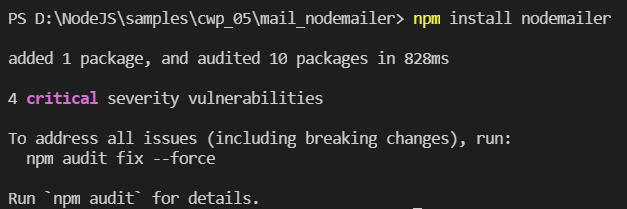 PS D:\NodeJS\samples\cwp_05\mail_nodemailer> npm install nodemailer
added 1 package, and audited 10 packages in 828ms
4 critical severity vulnerabilities
To address all issues (including breaking changes), run:
  npm audit fix --force
Run `npm audit` for details.